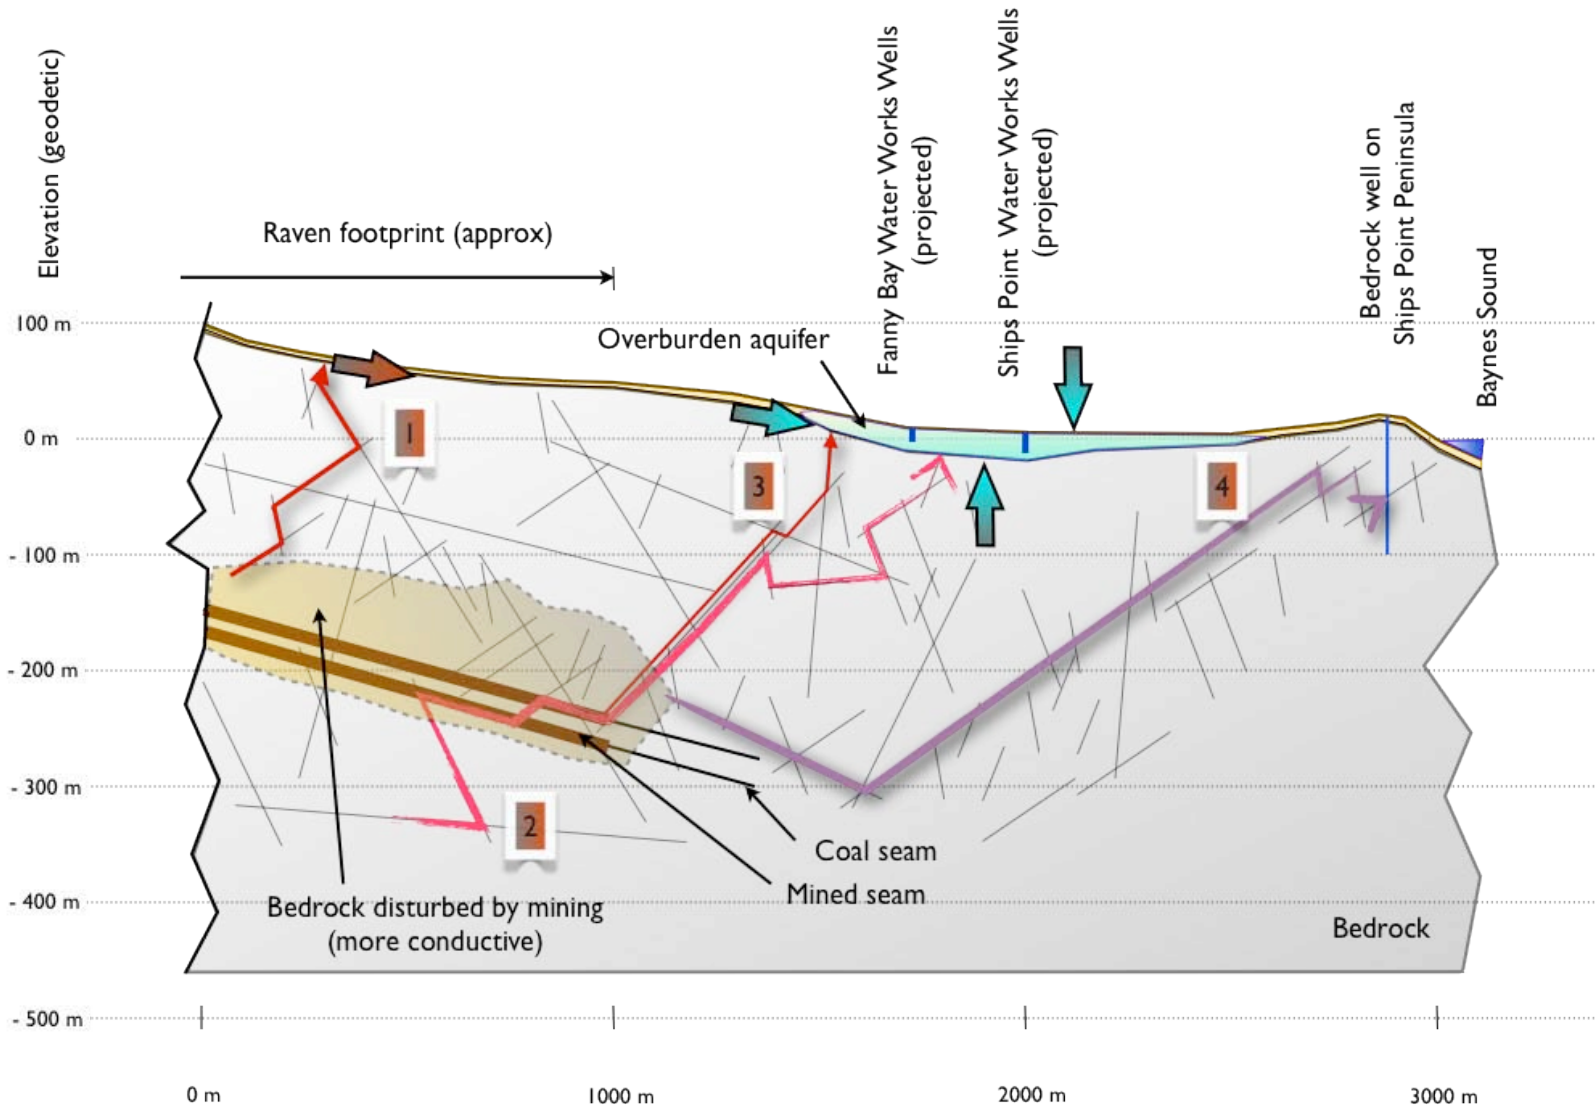 Elevation (geodetic)
Fanny Bay Water Works Wells
(projected)
Ships Point Water Works Wells
(projected)
Bedrock well on
Ships Point Peninsula
Baynes Sound
Raven footprint (approx)
100 m
Overburden aquifer
1
0 m
3
4
- 100 m
- 200 m
- 300 m
2
Coal seam
Mined seam
- 400 m
Bedrock disturbed by mining
(more conductive)
Bedrock
- 500 m
0 m
1000 m
2000 m
3000 m